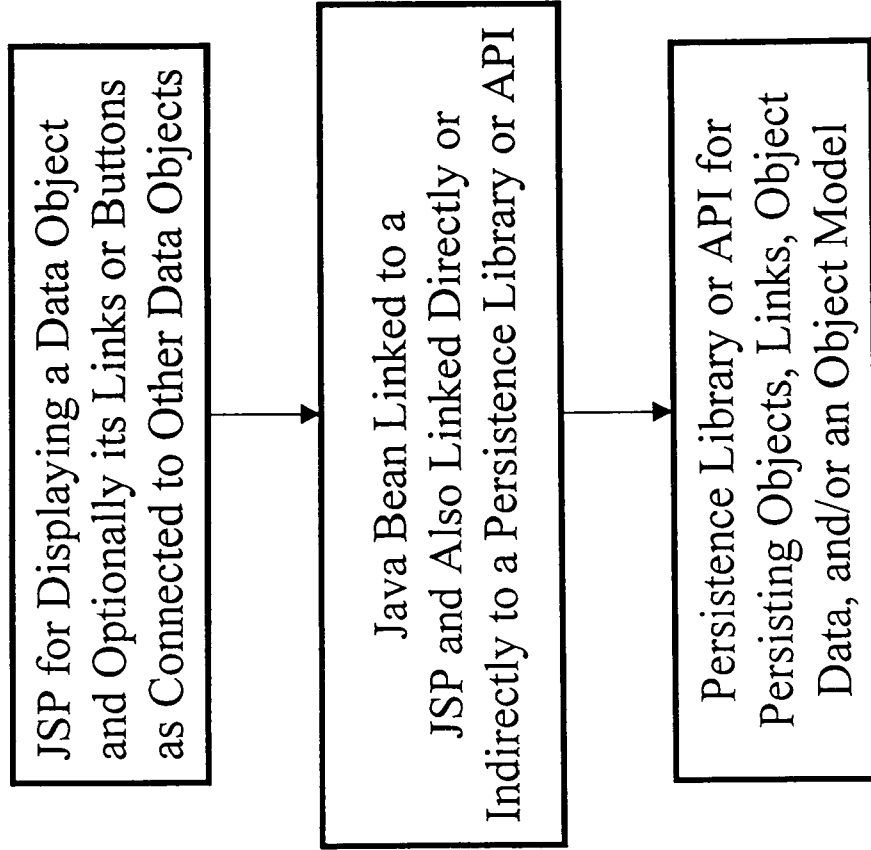 JSP for Displaying a Data Object
and Optionally its Links or Buttons
as Connected to Other Data Objects
Java Bean Linked to a
JSP and Also Linked Directly or
Indirectly to a Persistence Library or API
Persistence Library or API for
Persisting Objects, Links, Object
Data, and/or an Object Model